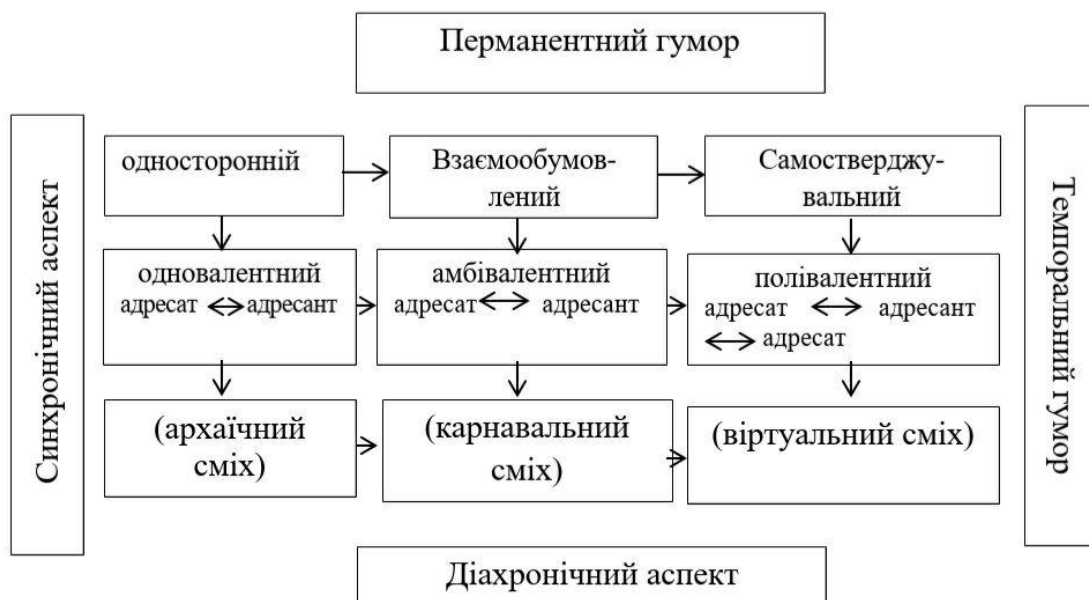 Перманентний гумор
Синхронічний аспект
односторонній
Взаємообумов-
лений
Самостверджу-
вальний
Темпоральний гумор
одновалентний
адресат адресант
амбівалентний
адресат адресант
полівалентний
адресат адресант
адресат
(архаїчний
сміх)
(карнавальний
сміх)
(віртуальний сміх)
Діахронічний аспект